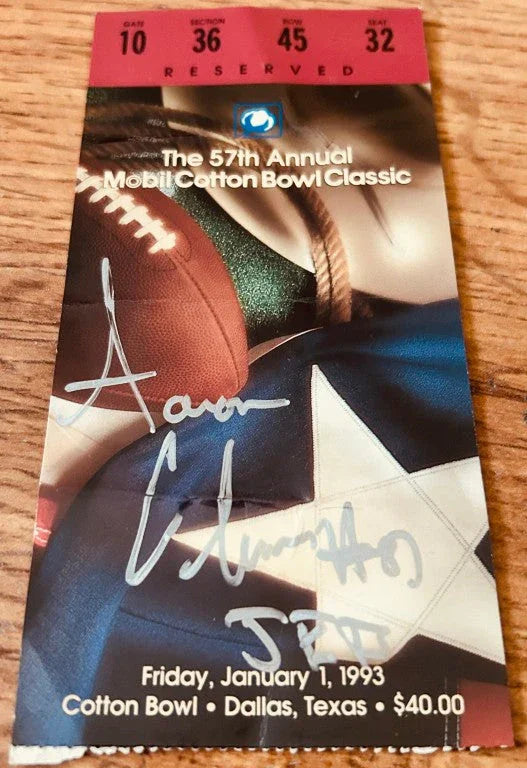 GATE SECTION ROW SEAT
10 36 45 32
RESERVED
The 57th Annual
Mobil Cotton Bowl Classic
Aaron
Friday, January 1, 1993
Cotton Bowl • Dallas, Texas • $40.00